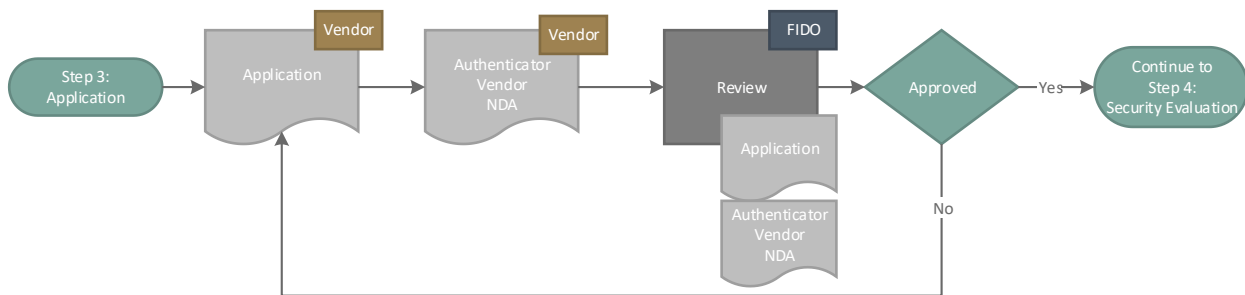 Step 3:
Application
Vendor
Application
Vendor
Authenticator
Vendor
NDA
FIDO
Review
Application
Authenticator
Vendor
NDA
Approved
Yes
No
Continue to
Step 4:
Security Evaluation